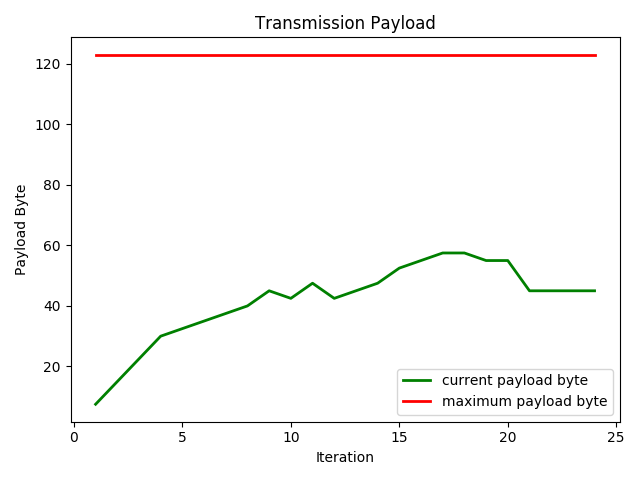 Transmission Payload
Payload Byte
120
100
80
60
40
20
0
5
10
15
20
25
Iteration
current payload byte
maximum payload byte